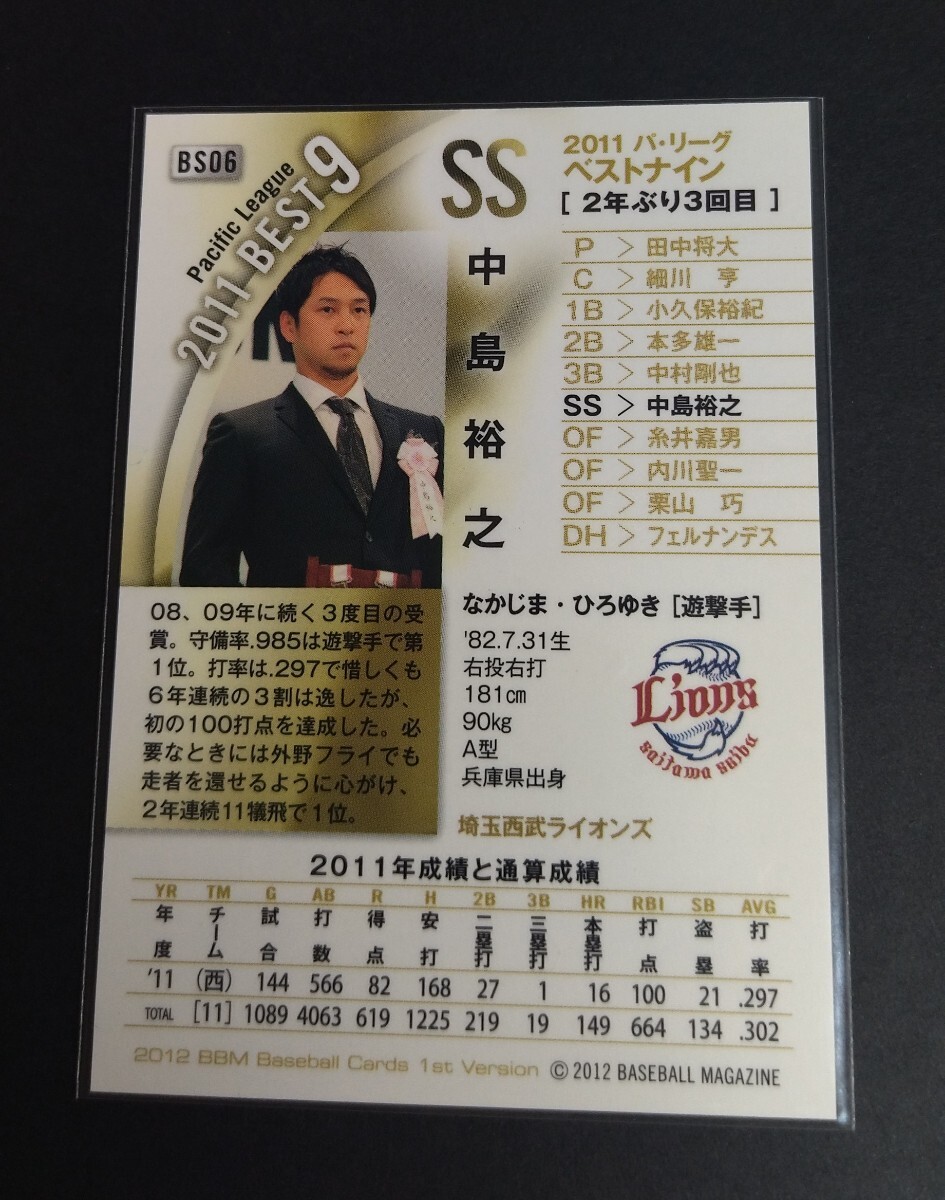 BS06
Pacific League
2011 BEST 9
SS
中島裕之
2011 パ・リーグ
ベストナイン
[ 2年ぶり3回目 ]
P > 田中将大
C > 細川 亨
1B > 小久保裕紀
2B > 本多雄一
3B > 中村剛也
SS > 中島裕之
OF > 糸井嘉男
OF > 内川聖一
OF > 栗山 巧
DH > フェルナンデス
中島裕之
08、09年に続く3度目の受
賞。守備率.985は遊撃手で第
1位。打率は.297で惜しくも
6年連続の3割は逸したが、
初の100打点を達成した。必
要なときには外野フライでも
走者を還せるように心がけ、
2年連続11犠飛で1位。
なかじま・ひろゆき [遊撃手]
'82.7.31生
右投右打
181cm
90kg
A型
兵庫県出身
Lions
saitama seibu
埼玉西武ライオンズ
2011年成績と通算成績
YR TM G AB R H 2B 3B HR RBI SB AVG
年度 チーム 試合 打数 得点 安打 二塁打 三塁打 本塁打 打点 盗塁 打率
'11 (西) 144 566 82 168 27 1 16 100 21 .297
TOTAL [11] 1089 4063 619 1225 219 19 149 664 134 .302
2012 BBM Baseball Cards 1st Version © 2012 BASEBALL MAGAZINE